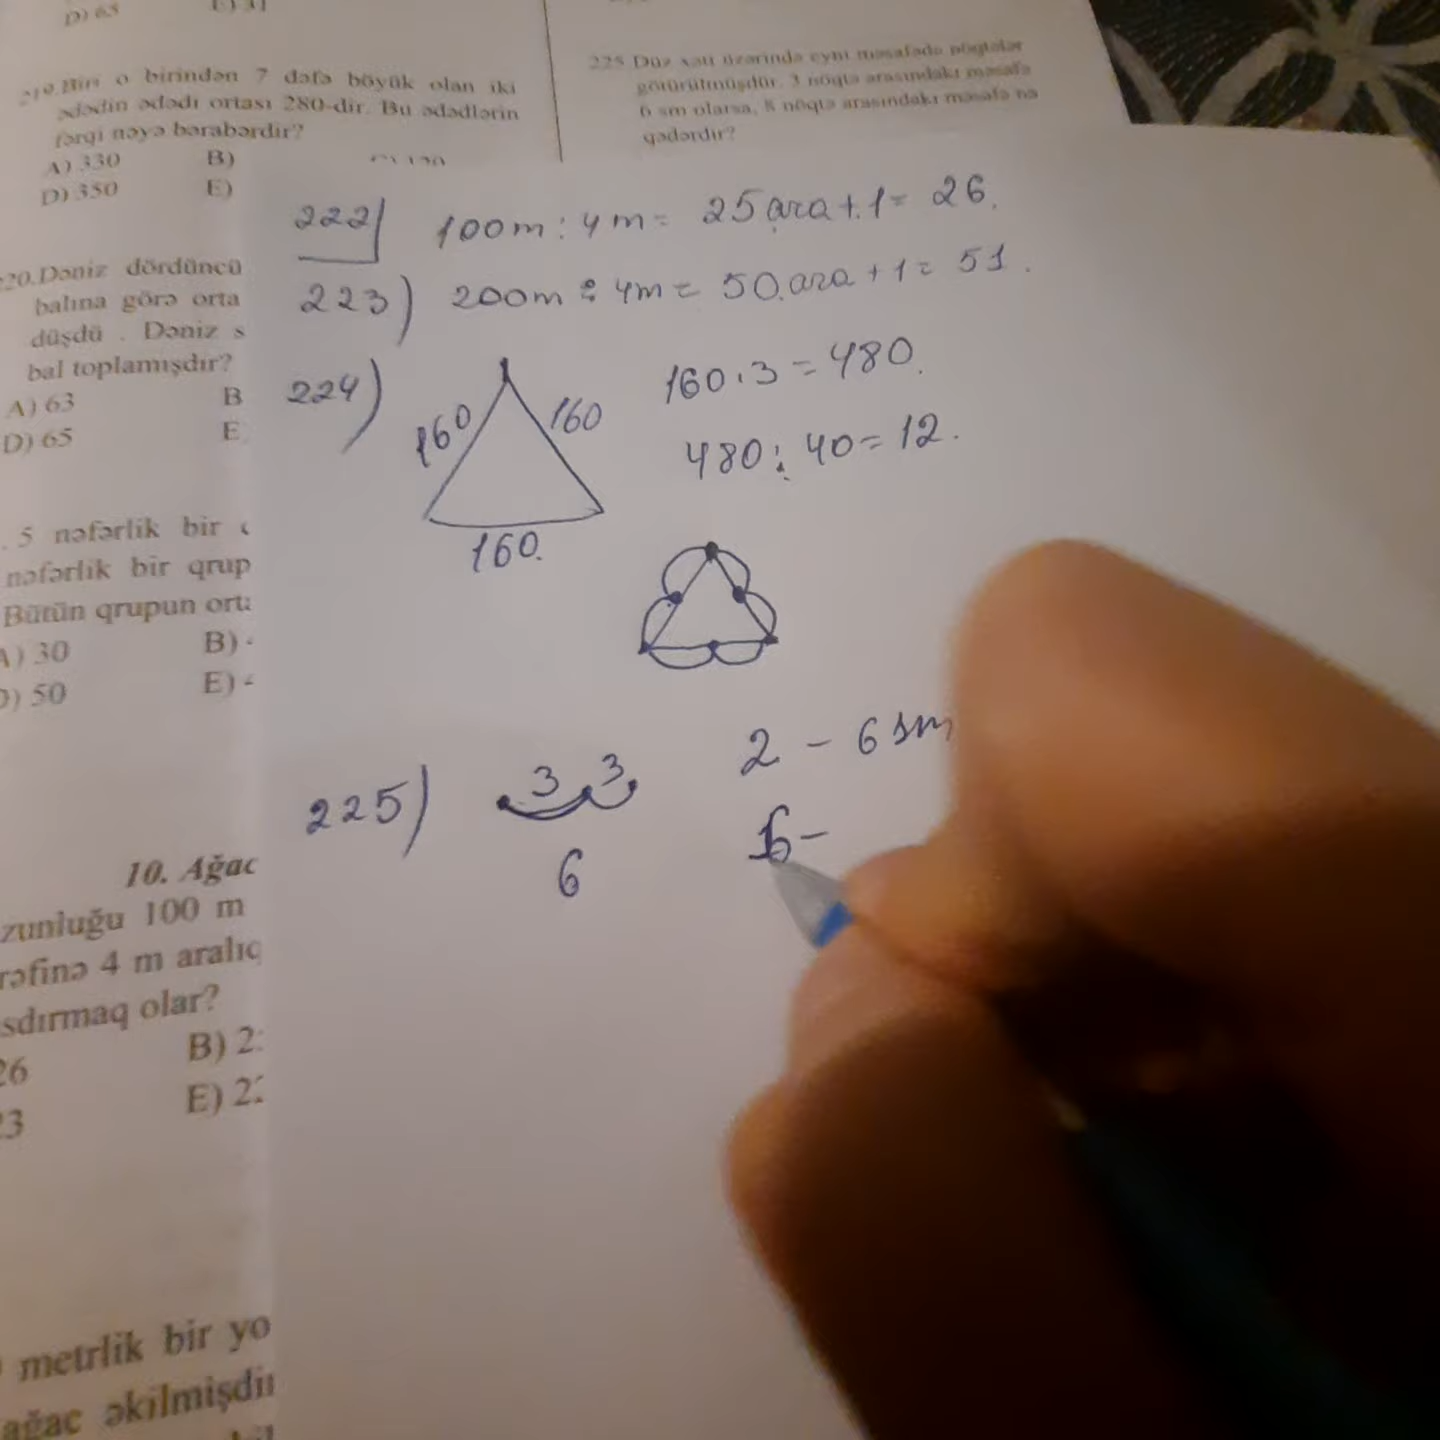 D) 65
219.Biri o birindən 7 dəfə böyük olan iki
ədədin ədədi ortası 280-dir. Bu ədədlərin
fərqi nəyə bərabərdir?
A) 330 B)
D) 350 E)
225 Düz xətt üzərində eyni məsafədə nöqtələr
götürülmüşdür. 3 nöqtə arasındakı məsafə
6 sm olarsa, 8 nöqtə arasındakı məsafə nə
qədərdir?
20.Dəniz dördüncü
balına görə orta
düşdü . Dəniz s
bal toplamışdır?
A) 63 B
D) 65 E
. 5 nəfərlik bir
nəfərlik bir qrup
Bütün qrupun ort
A) 30 B)
D) 50 E)
10. Ağac
zunluğu 100 m
rəfinə 4 m aralıq
sdırmaq olar?
26 B) 2
23 E) 2
metrlik bir yo
ağac əkilmişdi
222) 100m : 4m = 25 ara + 1 = 26.
223) 200m : 4m = 50.ara + 1 = 51.
224) 160 160 160.
160 · 3 = 480.
480 : 40 = 12.
225) 3 3
6
2 - 6 sm